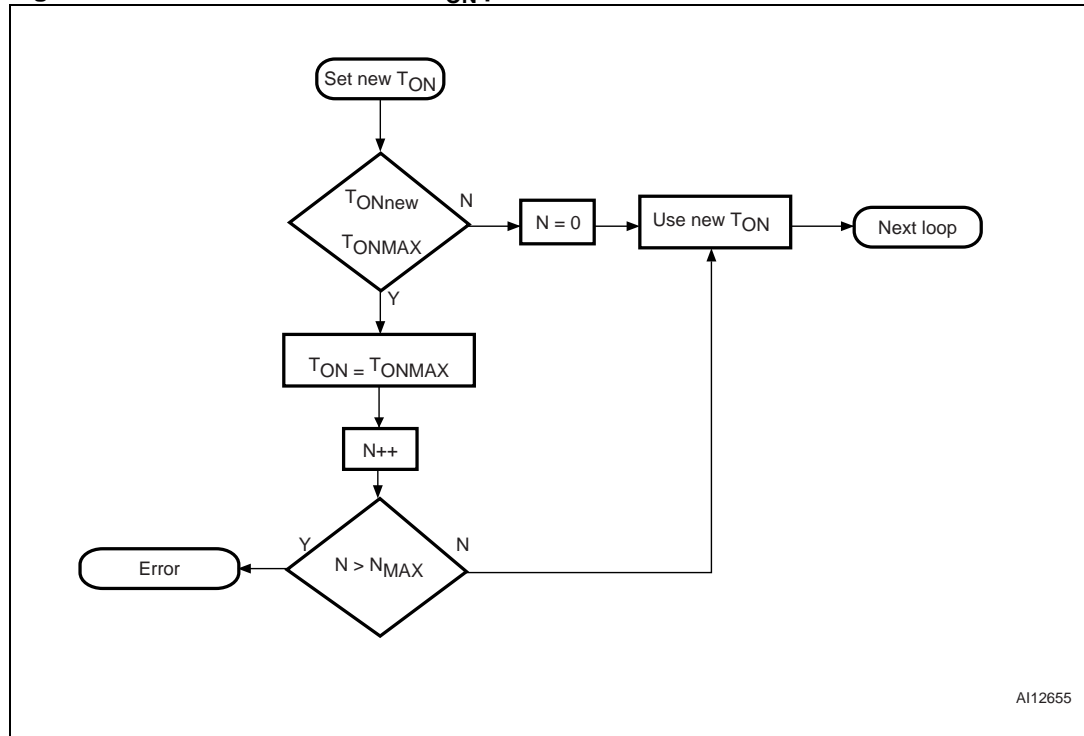 Set new TON
TONnew
TONMAX
N
N = 0
Use new TON
Next loop
Y
TON = TONMAX
N++
Y
N > NMAX
N
Error
AI12655